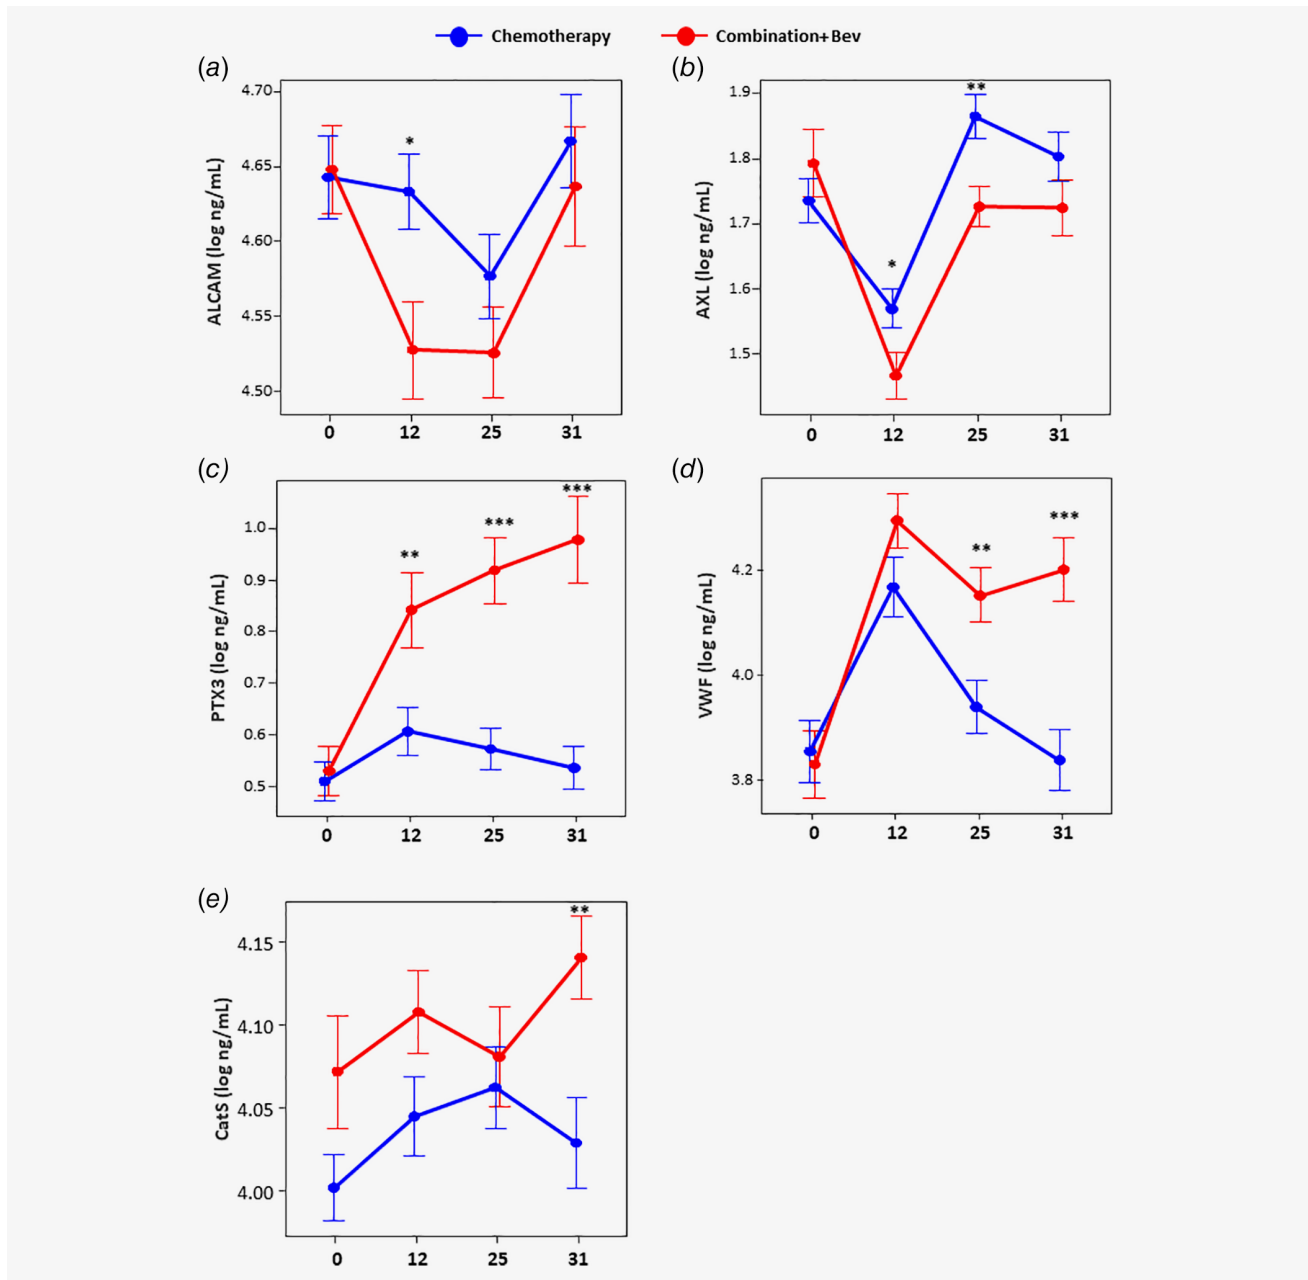 Chemotherapy Combination+Bev
(a)
4.70
4.65
4.60
4.55
4.50
ALCAM (log ng/mL)
*
0 12 25 31
(b)
1.9
1.8
1.7
1.6
1.5
AXL (log ng/mL)
*
**
0 12 25 31
(c)
1.0
0.9
0.8
0.7
0.6
0.5
PTX3 (log ng/mL)
**
***
***
0 12 25 31
(d)
4.2
4.0
3.8
VWF (log ng/mL)
**
***
0 12 25 31
(e)
4.15
4.10
4.05
4.00
CatS (log ng/mL)
**
0 12 25 31